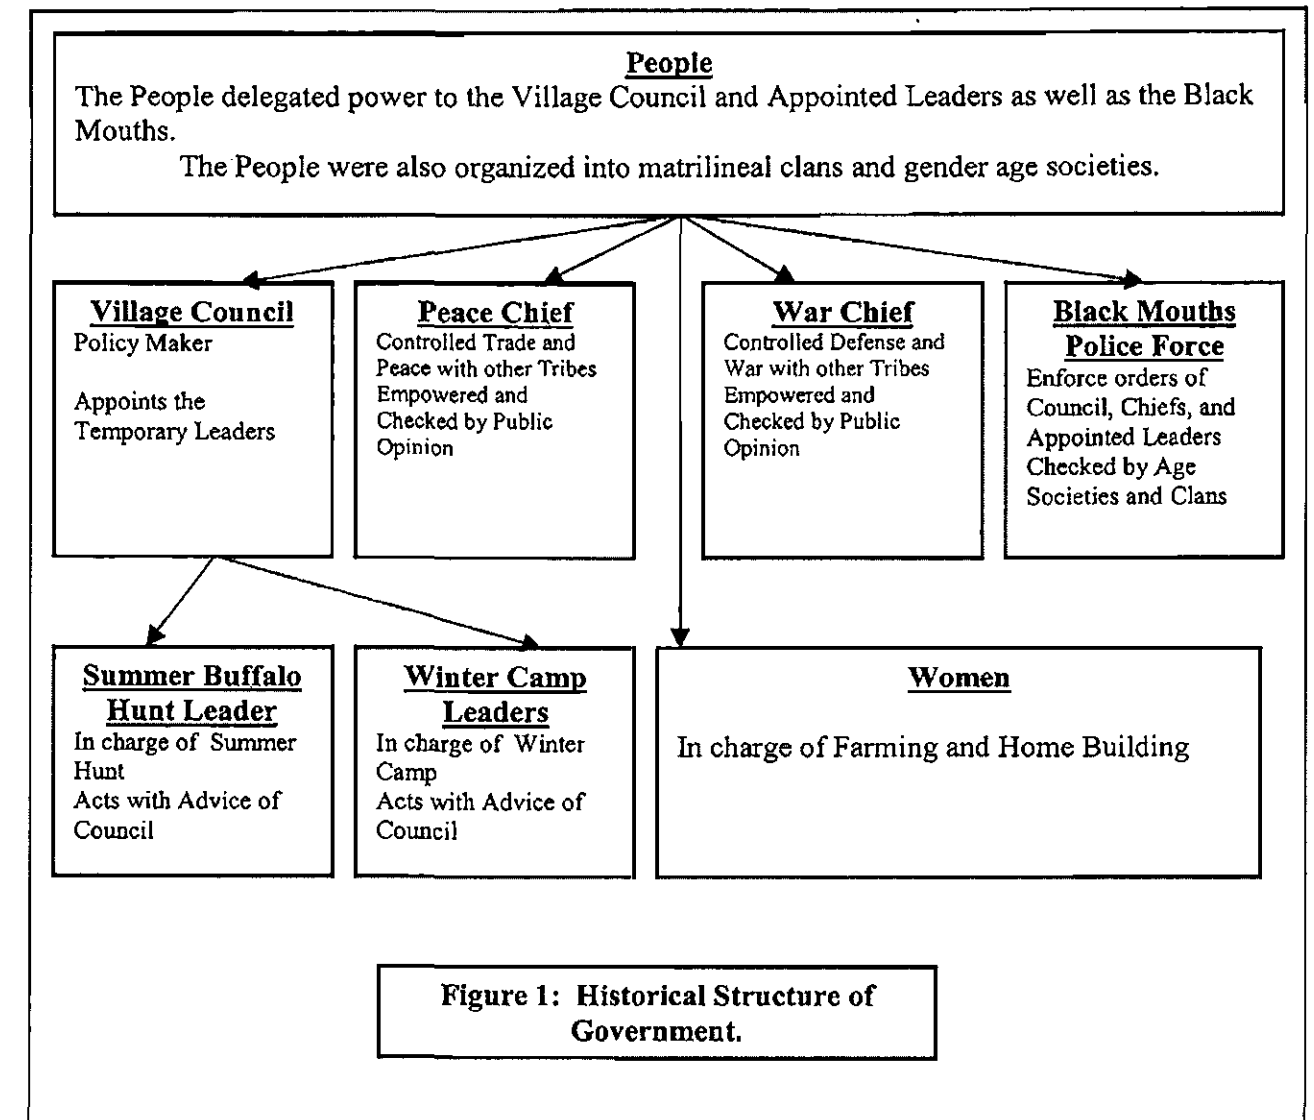 People
The People delegated power to the Village Council and Appointed Leaders as well as the Black
Mouths.
The People were also organized into matrilineal clans and gender age societies.
Village Council
Policy Maker
Appoints the
Temporary Leaders
Peace Chief
Controlled Trade and
Peace with other Tribes
Empowered and
Checked by Public
Opinion
War Chief
Controlled Defense and
War with other Tribes
Empowered and
Checked by Public
Opinion
Black Mouths
Police Force
Enforce orders of
Council, Chiefs, and
Appointed Leaders
Checked by Age
Societies and Clans
Summer Buffalo
Hunt Leader
In charge of Summer
Hunt
Acts with Advice of
Council
Winter Camp
Leaders
In charge of Winter
Camp
Acts with Advice of
Council
Women
In charge of Farming and Home Building
Figure 1: Historical Structure of
Government.